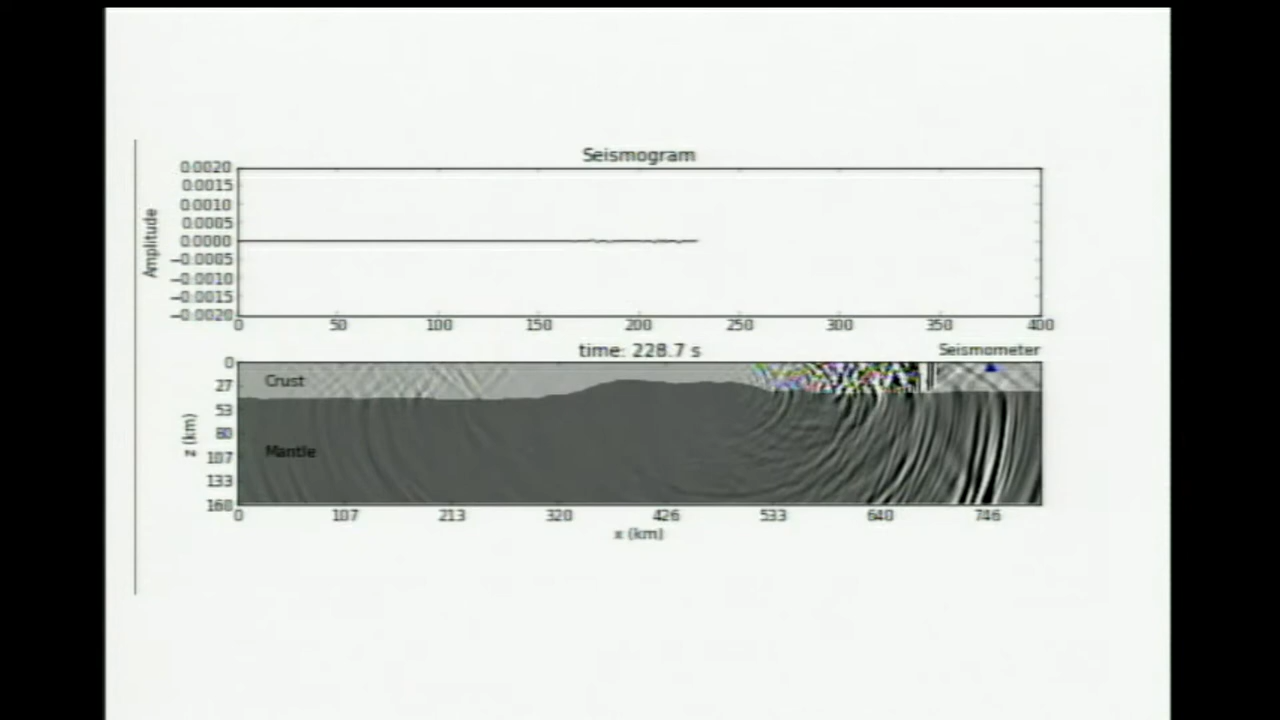 Seismogram
0.0020
0.0015
0.0010
0.0005
0.0000
−0.0005
−0.0010
−0.0015
−0.0020
Amplitude
0 50 100 150 200 250 300 350 400
time: 228.7 s
Seismometer
0
27
53
80
107
133
160
z (km)
Crust
Mantle
0 107 213 320 426 533 640 746
x (km)